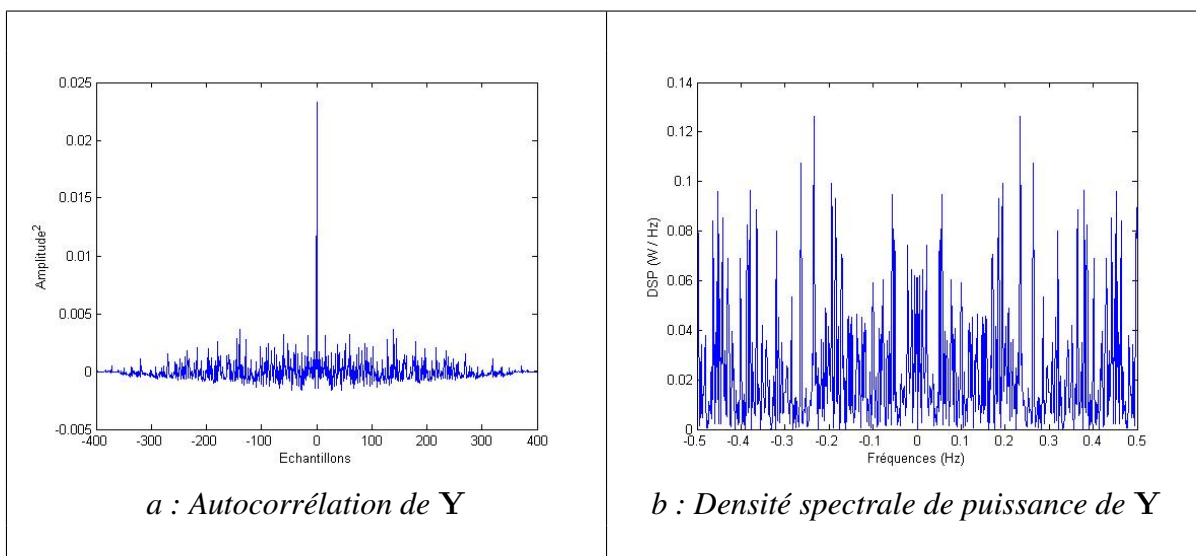 0.025
0.02
0.015
0.01
0.005
0
-0.005
Amplitude²
-400 -300 -200 -100 0 100 200 300 400
Echantillons
a : Autocorrélation de Y
0.14
0.12
0.1
0.08
0.06
0.04
0.02
0
DSP (W / Hz)
-0.5 -0.4 -0.3 -0.2 -0.1 0 0.1 0.2 0.3 0.4 0.5
Fréquences (Hz)
b : Densité spectrale de puissance de Y